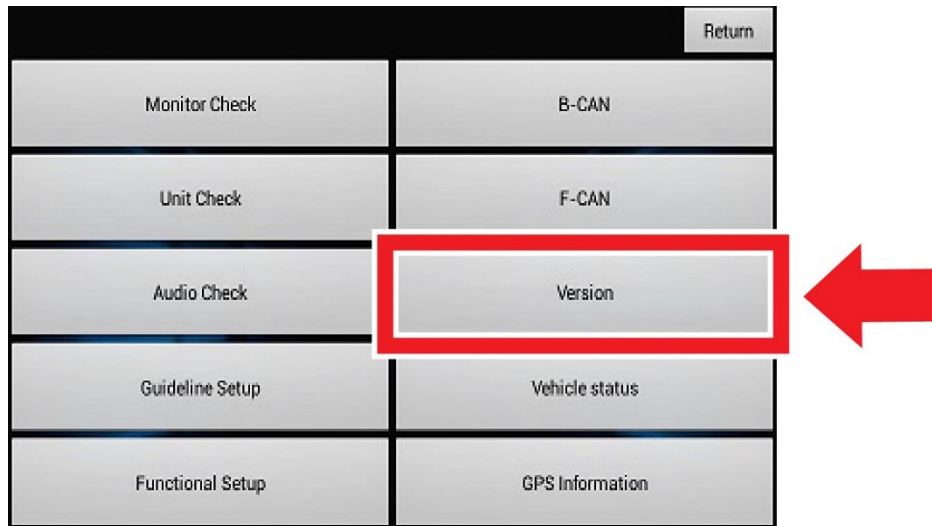 Return
Monitor Check
B-CAN
Unit Check
F-CAN
Audio Check
Version
Guideline Setup
Vehicle status
Functional Setup
GPS Information